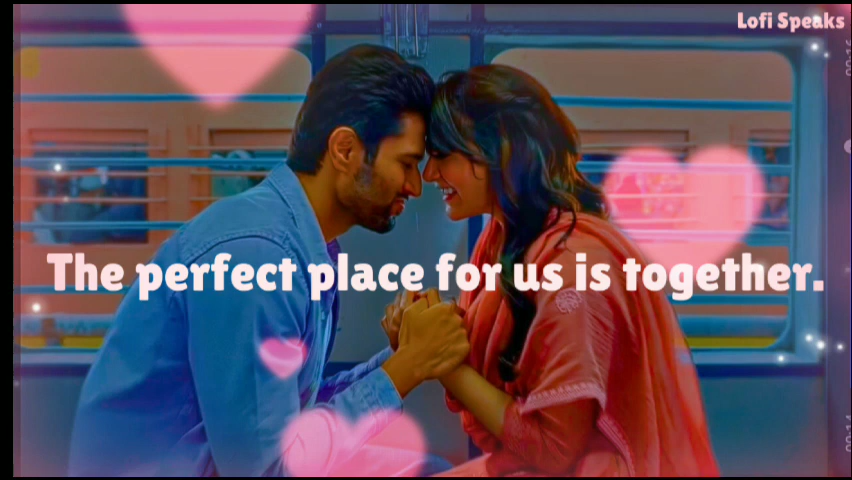 Lofi Speaks
The perfect place for us is together.